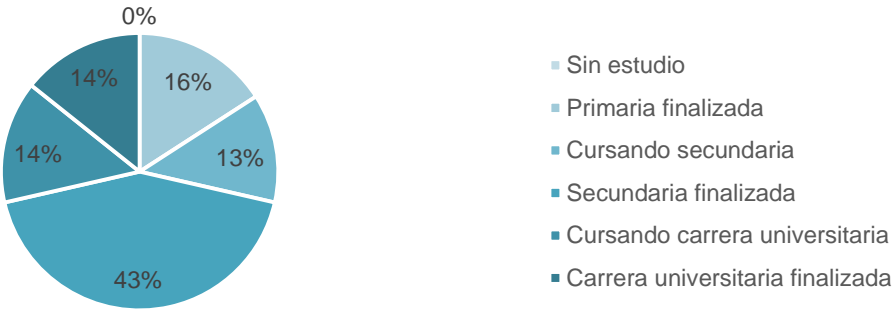 0%
14%
16%
14%
13%
43%
Sin estudio
Primaria finalizada
Cursando secundaria
Secundaria finalizada
Cursando carrera universitaria
Carrera universitaria finalizada